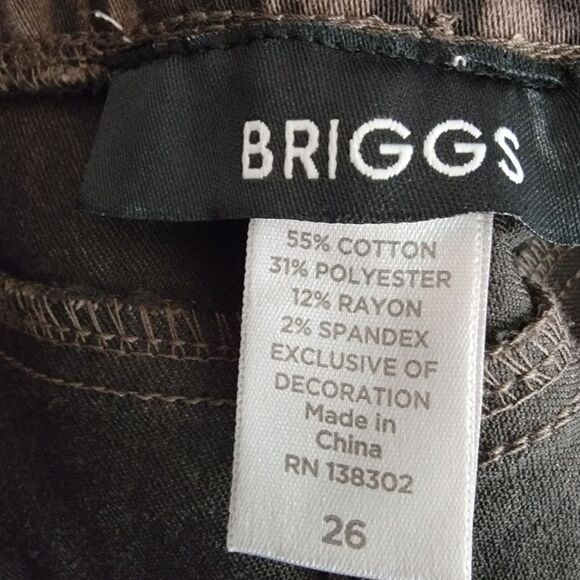 BRIGGS
55% COTTON
31% POLYESTER
12% RAYON
2% SPANDEX
EXCLUSIVE OF
DECORATION
Made in
China
RN 138302
26